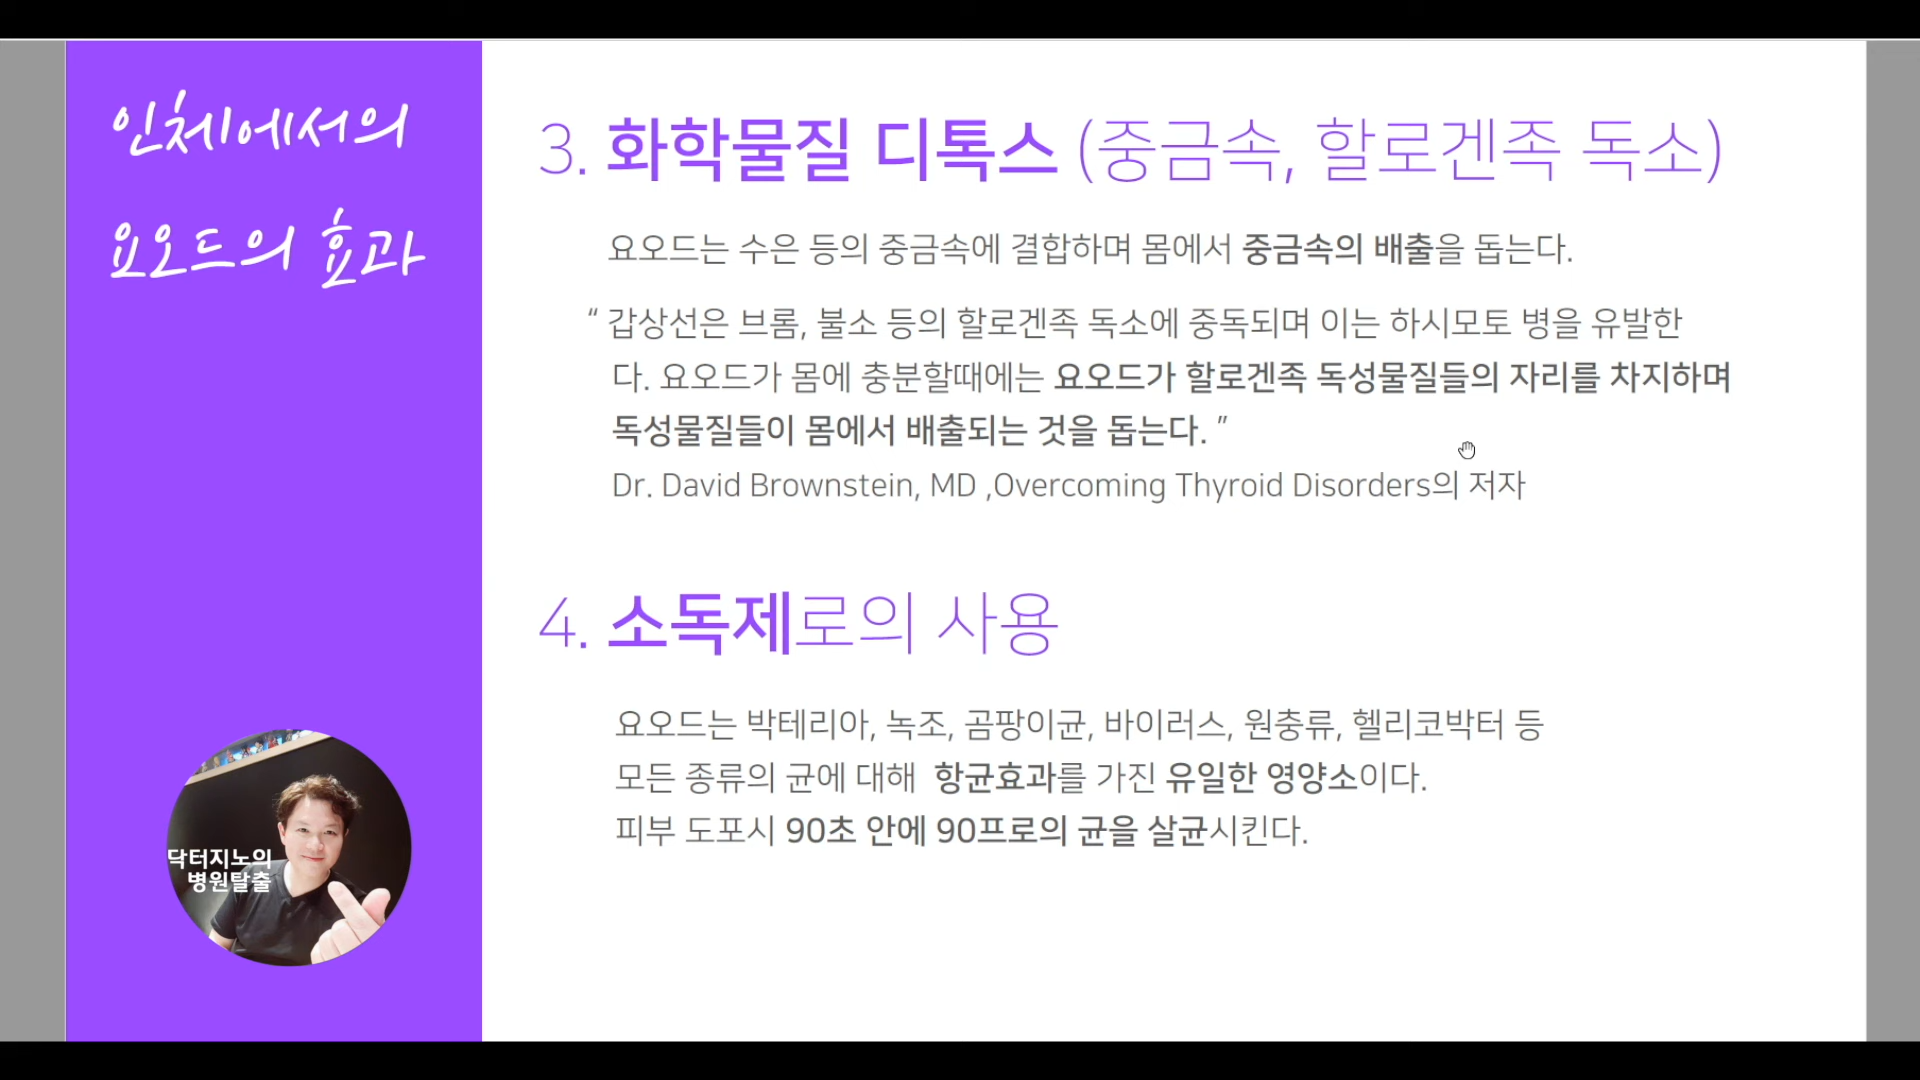 인체에서의
요오드의 효과
3. 화학물질 디톡스 (중금속, 할로겐족 독소)
요오드는 수은 등의 중금속에 결합하며 몸에서 중금속의 배출을 돕는다.
“ 갑상선은 브롬, 불소 등의 할로겐족 독소에 중독되며 이는 하시모토 병을 유발한
다. 요오드가 몸에 충분할때에는 요오드가 할로겐족 독성물질들의 자리를 차지하며
독성물질들이 몸에서 배출되는 것을 돕는다. ”
Dr. David Brownstein, MD ,Overcoming Thyroid Disorders의 저자
4. 소독제로의 사용
요오드는 박테리아, 녹조, 곰팡이균, 바이러스, 원충류, 헬리코박터 등
모든 종류의 균에 대해 항균효과를 가진 유일한 영양소이다.
피부 도포시 90초 안에 90프로의 균을 살균시킨다.
닥터지노의
병원탈출